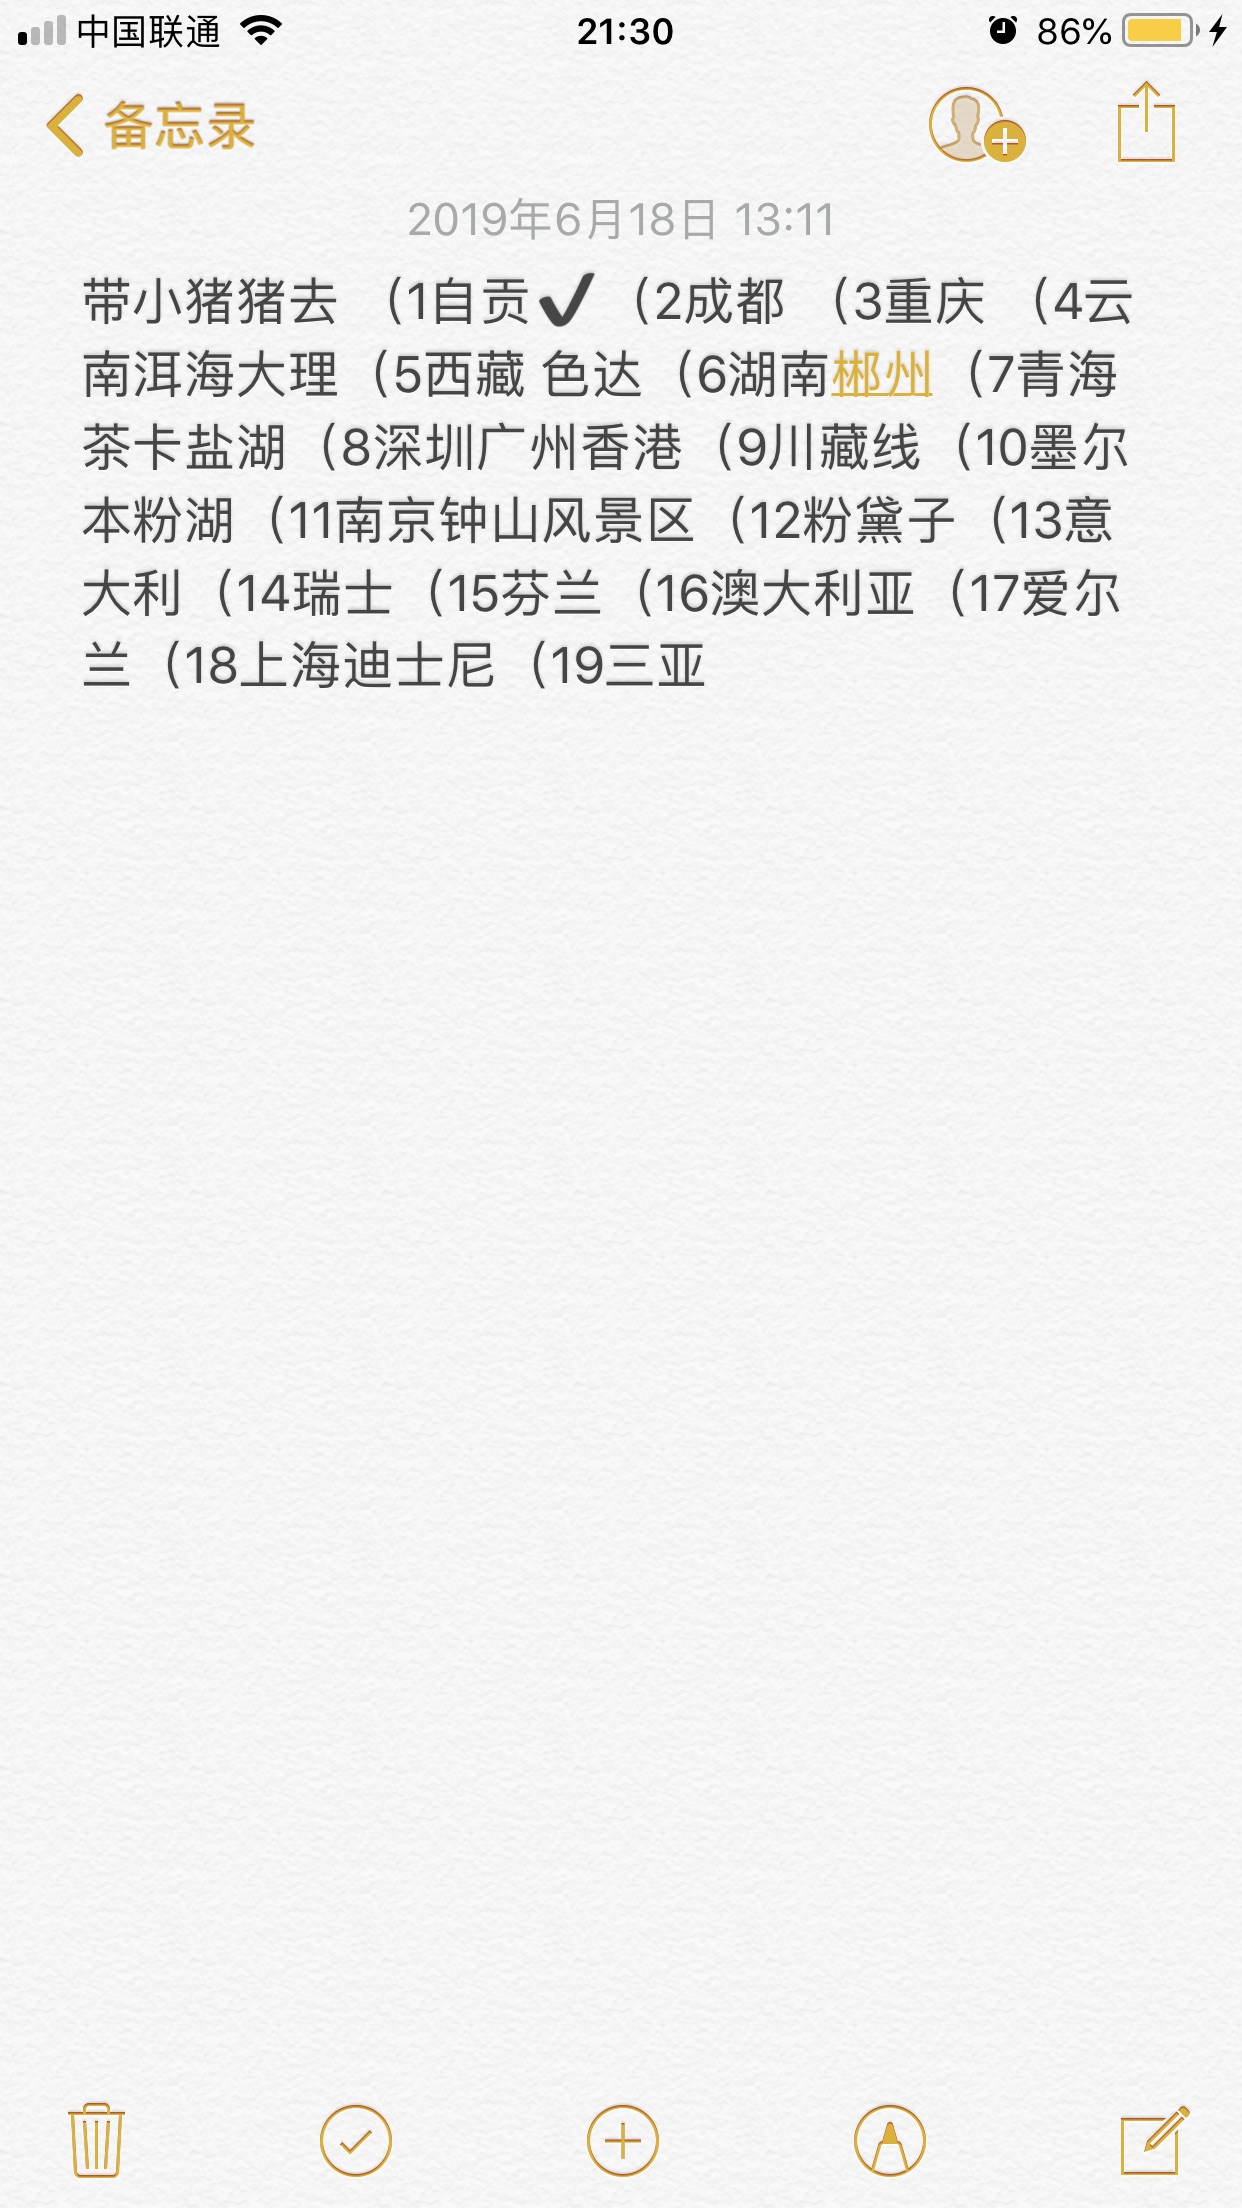 中国联通 21:30 86%
备忘录
2019年6月18日 13:11
带小猪猪去 （1自贡✔（2成都 （3重庆 （4云
南洱海大理（5西藏 色达（6湖南郴州（7青海
茶卡盐湖（8深圳广州香港（9川藏线（10墨尔
本粉湖（11南京钟山风景区（12粉黛子（13意
大利（14瑞士（15芬兰（16澳大利亚（17爱尔
兰（18上海迪士尼（19三亚